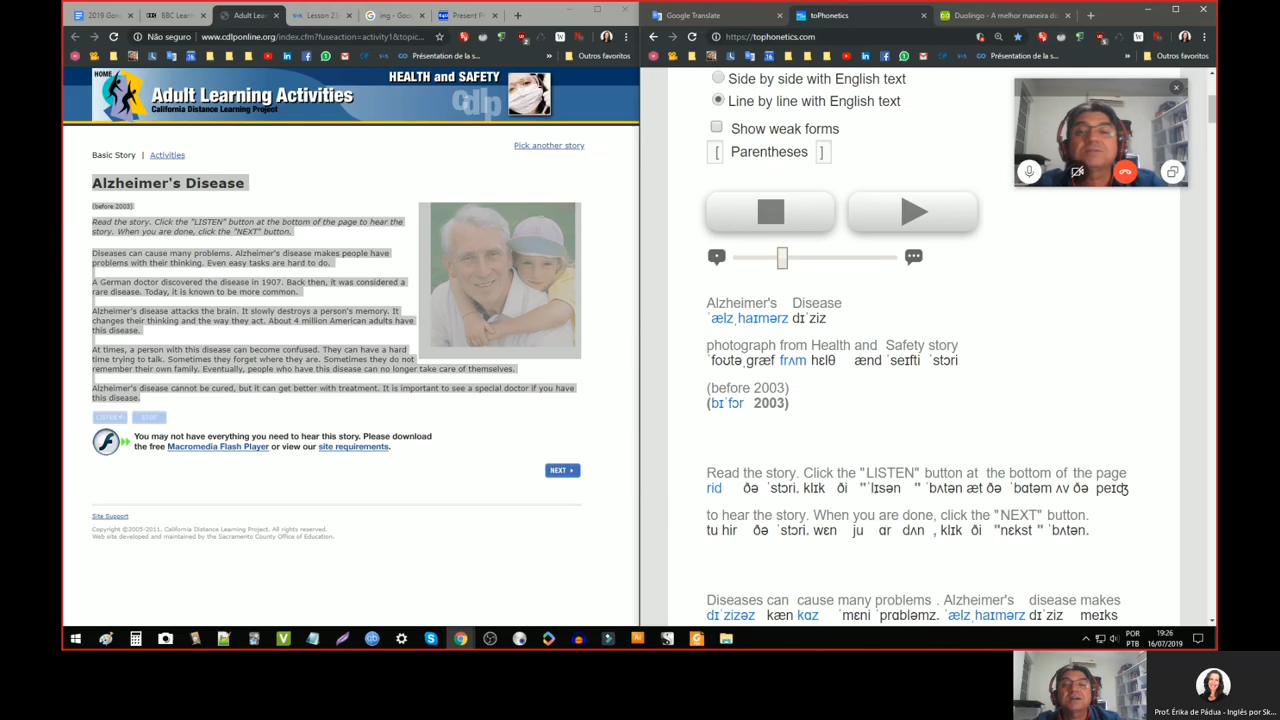 2019 Goo
BBC Learn
Adult Lear
Lesson 23
ing - Goo
Present P
Não seguro
www.cdlponline.org/index.cfm?fuseaction=activity1&topic...
Présentation de la s...
Outros favoritos
HOME
HEALTH and SAFETY
Adult Learning Activities
California Distance Learning Project
cdlp
Basic Story | Activities
Pick another story
Alzheimer's Disease
(before 2003)
Read the story. Click the "LISTEN" button at the bottom of the page to hear the
story. When you are done, click the "NEXT" button.
Diseases can cause many problems. Alzheimer's disease makes people have
problems with their thinking. Even easy tasks are hard to do.
A German doctor discovered the disease in 1907. Back then, it was considered a
rare disease. Today, it is known to be more common.
Alzheimer's disease attacks the brain. It slowly destroys a person's memory. It
changes their thinking and the way they act. About 4 million American adults have
this disease.
At times, a person with this disease can become confused. They can have a hard
time trying to talk. Sometimes they forget where they are. Sometimes they do not
remember their own family. Eventually, people who have this disease can no longer take care of themselves.
Alzheimer's disease cannot be cured, but it can get better with treatment. It is important to see a special doctor if you have
this disease.
LISTEN
STOP
You may not have everything you need to hear this story. Please download
the free Macromedia Flash Player or view our site requirements.
NEXT
Site Support
Copyright ©2005-2011. California Distance Learning Project. All rights reserved.
Web site developed and maintained by the Sacramento County Office of Education.
Google Translate
toPhonetics
Duolingo - A melhor maneira do
https://tophonetics.com
Présentation de la s...
Outros favoritos
Side by side with English text
Line by line with English text
Show weak forms
[ Parentheses ]
Alzheimer's Disease
ˈælzˌhaɪmərz dɪˈziz
photograph from Health and Safety story
ˈfoʊtəˌgræf frʌm hɛlθ ænd ˈseɪfti ˈstɔri
(before 2003)
(bɪˈfɔr 2003)
Read the story. Click the "LISTEN" button at the bottom of the page
rid ðə ˈstɔri. klɪk ði "ˈlɪsən " ˈbʌtən æt ðə ˈbɑtəm ʌv ðə peɪʤ
to hear the story. When you are done, click the "NEXT" button.
tu hir ðə ˈstɔri. wɛn ju ɑr dʌn , klɪk ði "nɛkst " ˈbʌtən.
Diseases can cause many problems . Alzheimer's disease makes
dɪˈzizəz kæn kɑz ˈmɛni ˈprɑbləmz. ˈælzˌhaɪmərz dɪˈziz meɪks
POR
PTB
19:26
16/07/2019
Prof. Érika de Pádua - Inglês por Sk...